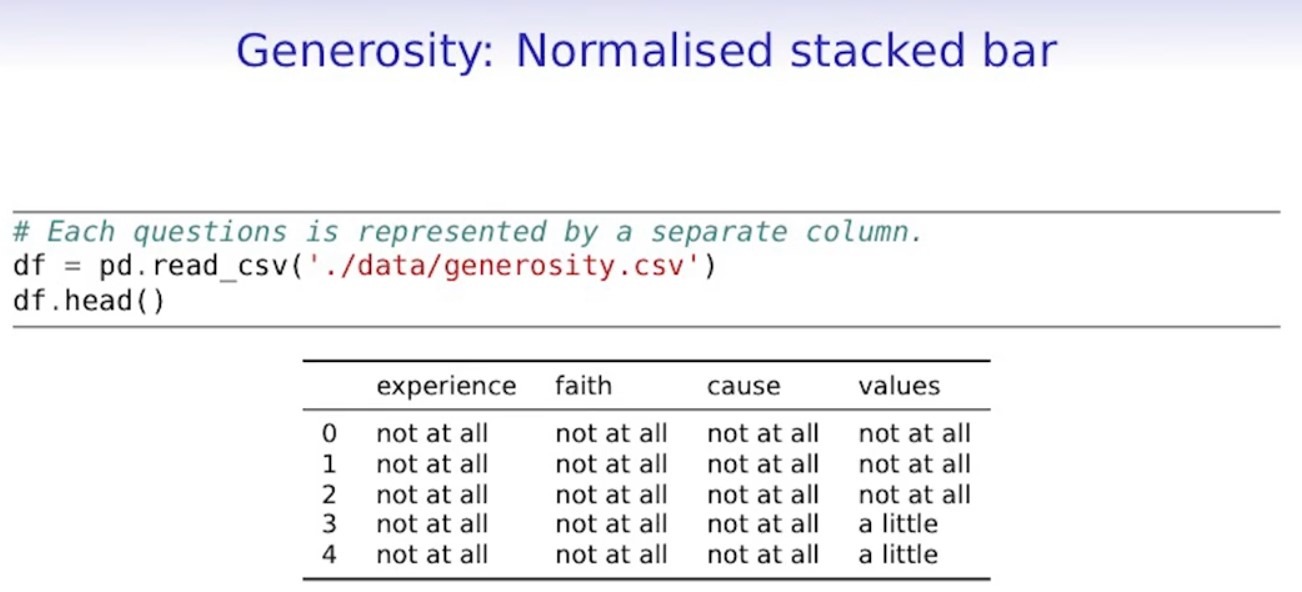 Generosity: Normalised stacked bar
# Each questions is represented by a separate column.
df = pd.read_csv('./data/generosity.csv')
df.head()
experience faith cause values
0 not at all not at all not at all not at all
1 not at all not at all not at all not at all
2 not at all not at all not at all not at all
3 not at all not at all not at all a little
4 not at all not at all not at all a little